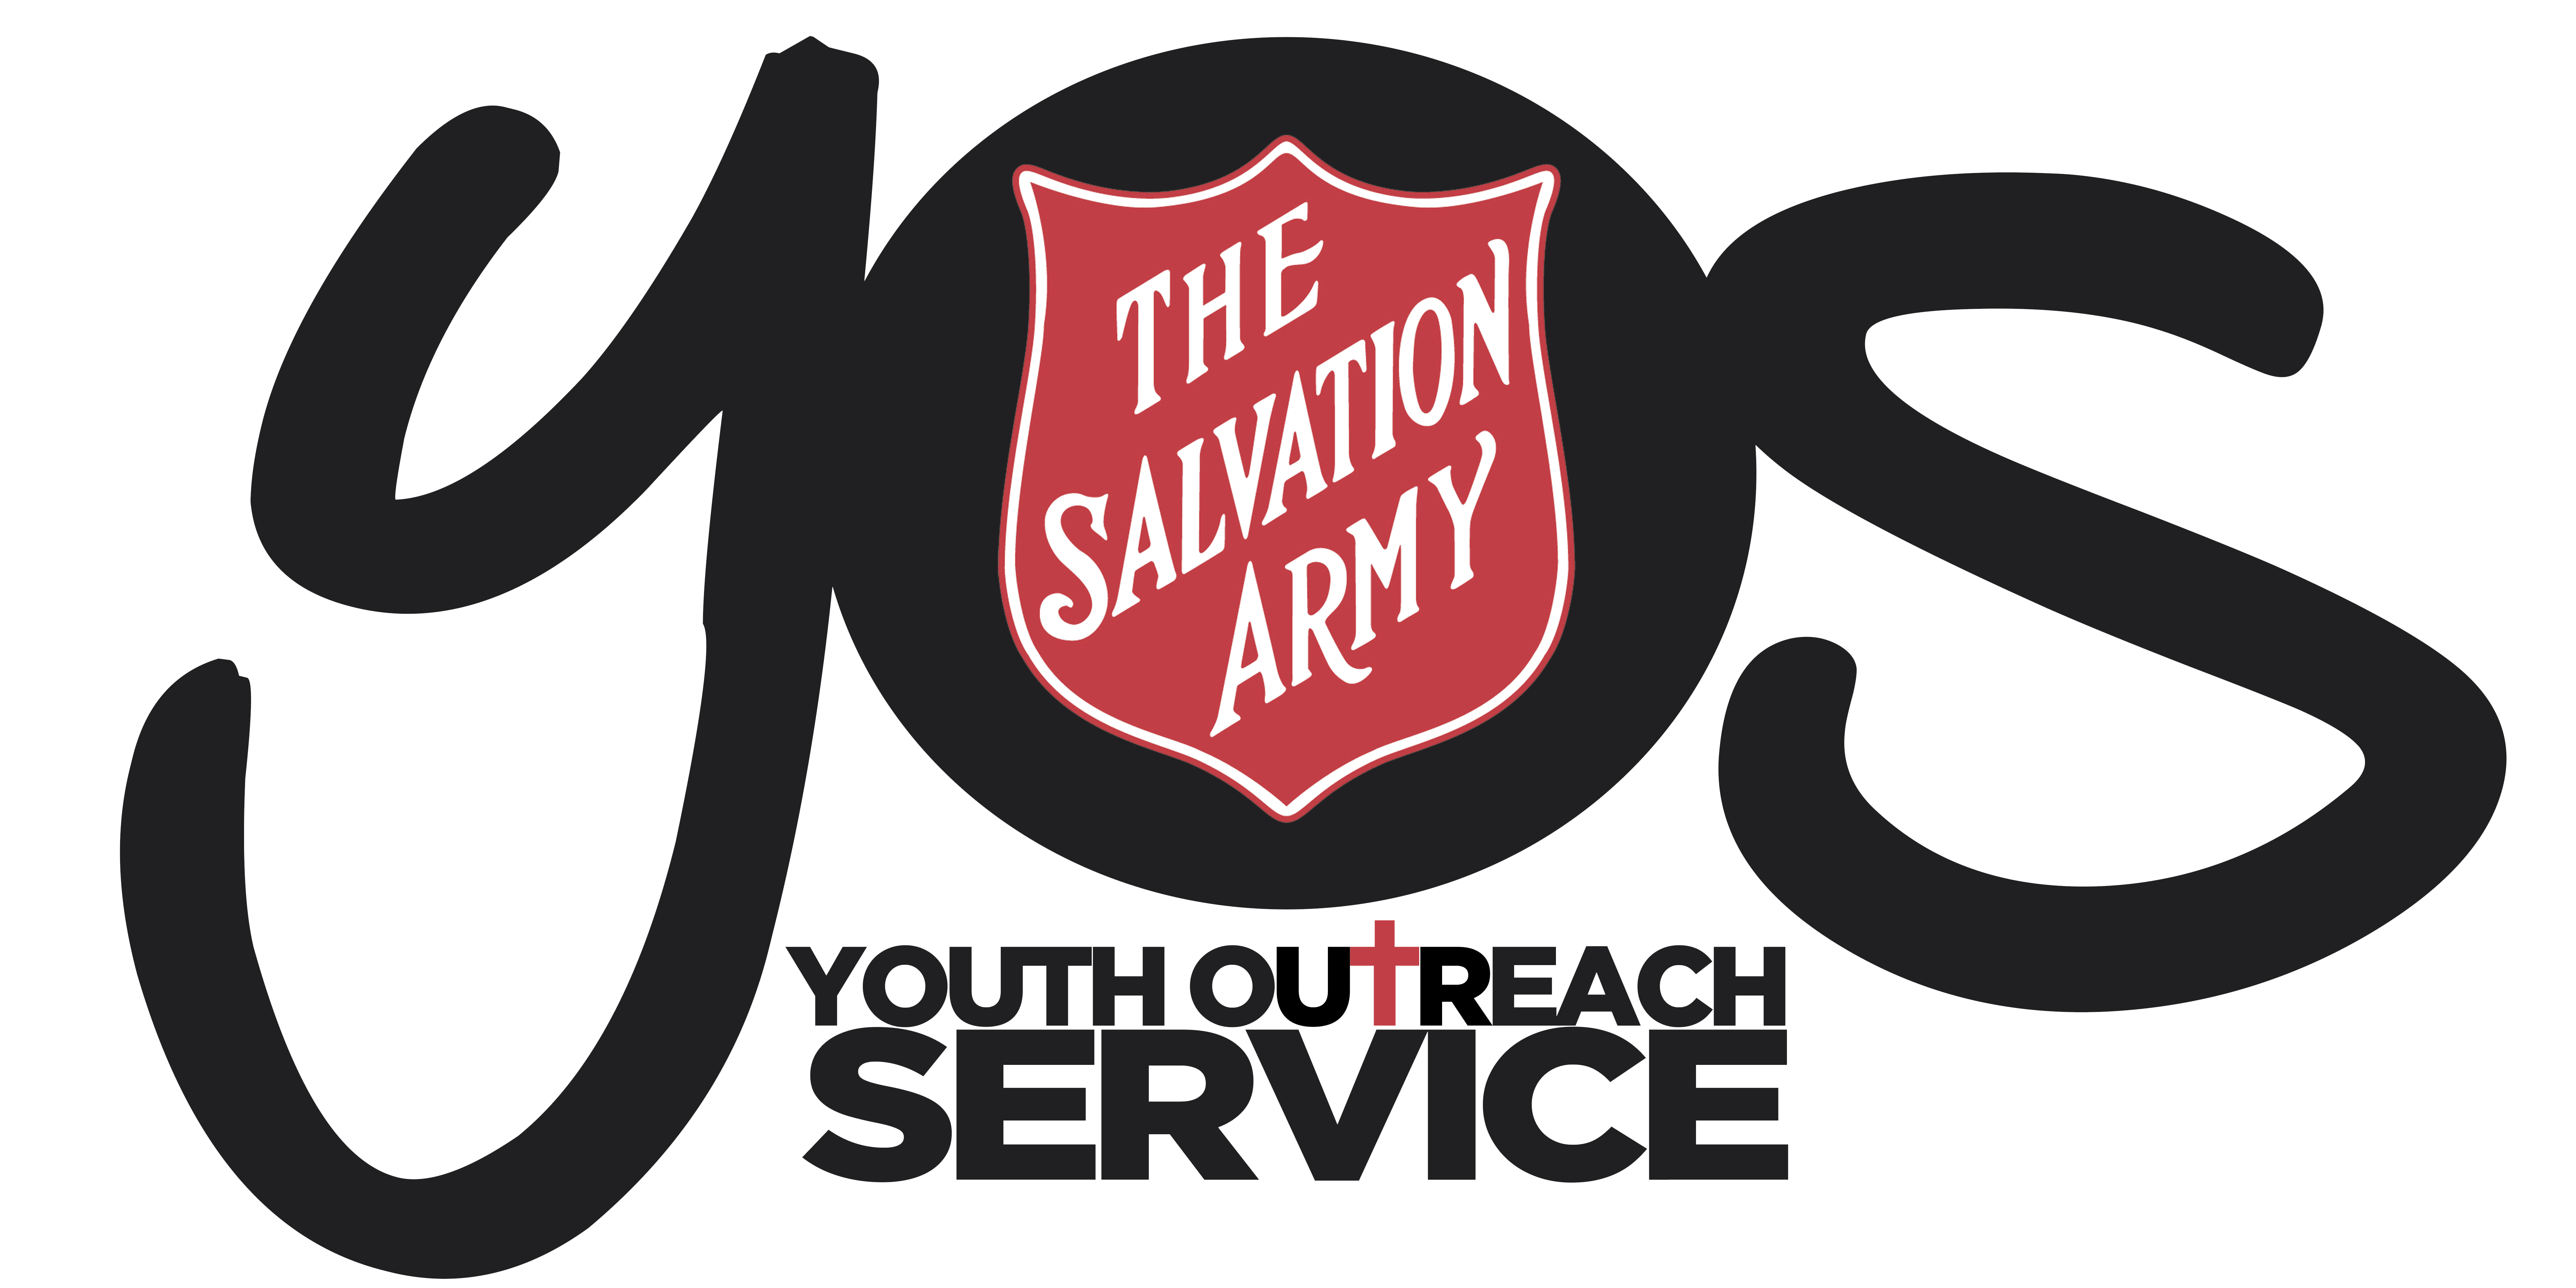 yos
THE
SALVATION
ARMY
YOUTH OUTREACH
SERVICE